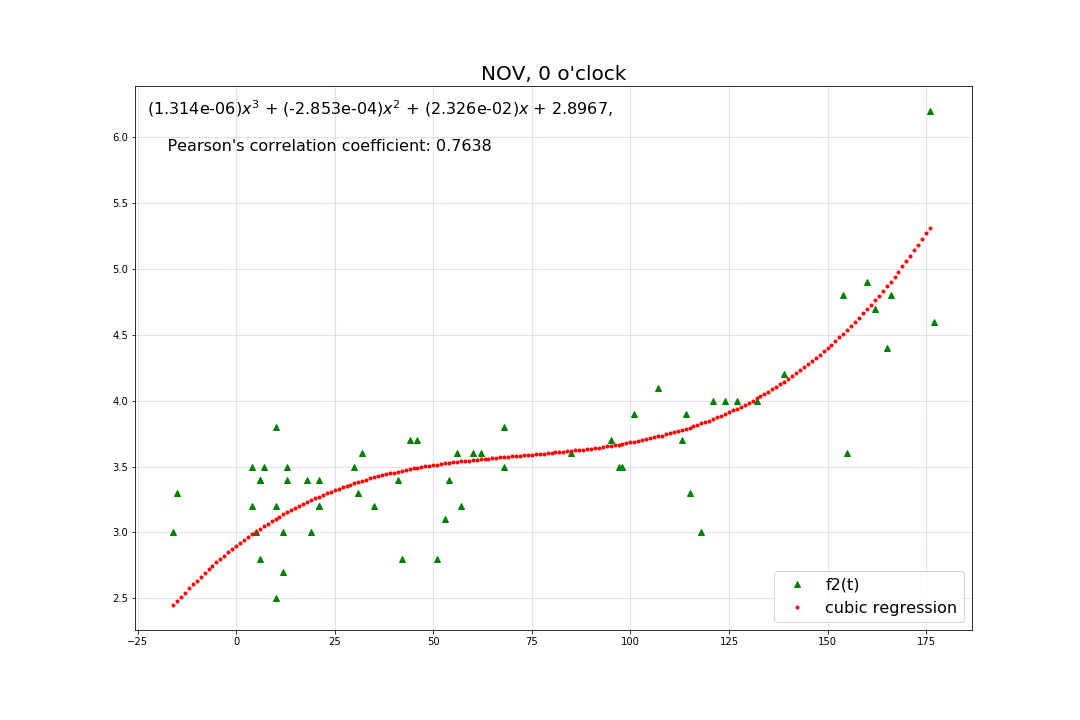 NOV, 0 o'clock
(1.314e-06)x³ + (-2.853e-04)x² + (2.326e-02)x + 2.8967,
Pearson's correlation coefficient: 0.7638
6.0
5.5
5.0
4.5
4.0
3.5
3.0
2.5
f2(t)
cubic regression
−25 0 25 50 75 100 125 150 175